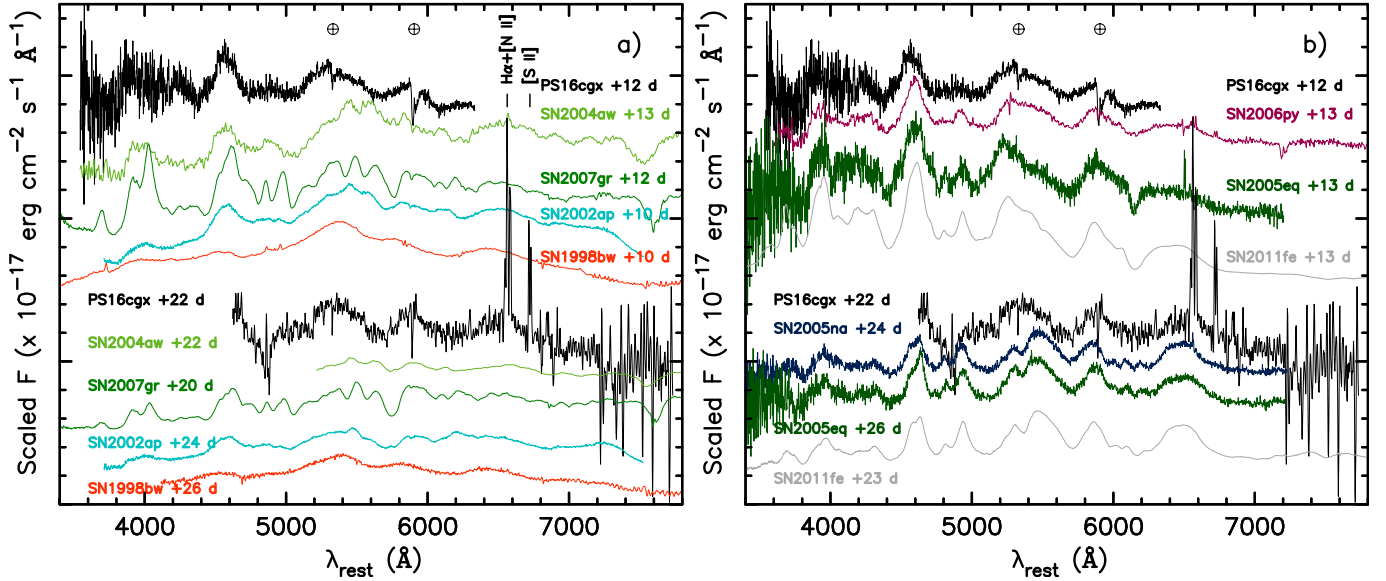 a)
Hα+[N II]
[S II]
PS16cgx +12 d
SN2004aw +13 d
SN2007gr +12 d
SN2002ap +10 d
SN1998bw +10 d
PS16cgx +22 d
SN2004aw +22 d
SN2007gr +20 d
SN2002ap +24 d
SN1998bw +26 d
Scaled F (x 10⁻¹⁷ erg cm⁻² s⁻¹ Å⁻¹)
4000 5000 6000 7000
λrest (Å)
b)
PS16cgx +12 d
SN2006py +13 d
SN2005eq +13 d
SN2011fe +13 d
PS16cgx +22 d
SN2005na +24 d
SN2005eq +26 d
SN2011fe +23 d
Scaled F (x 10⁻¹⁷ erg cm⁻² s⁻¹ Å⁻¹)
4000 5000 6000 7000
λrest (Å)